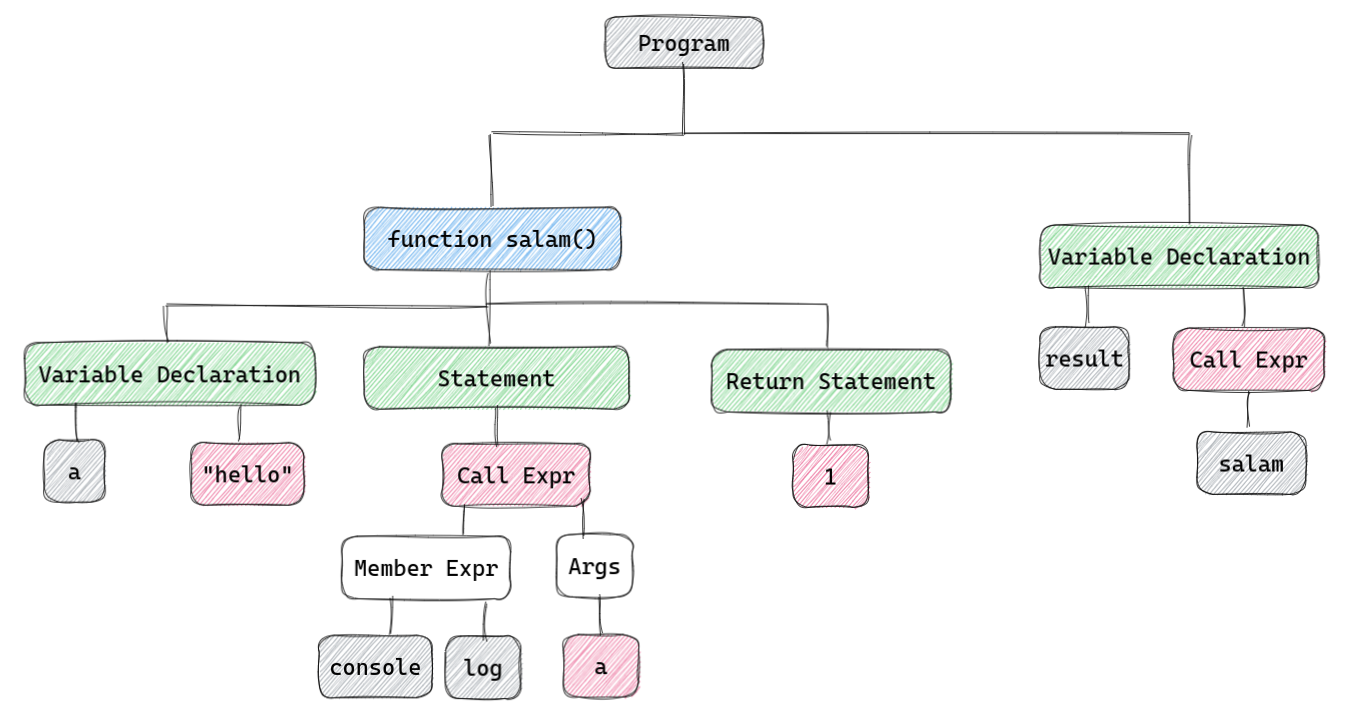 Program
function salam()
Variable Declaration
Variable Declaration
Statement
Return Statement
result
Call Expr
a
"hello"
Call Expr
1
salam
Member Expr
Args
console
log
a